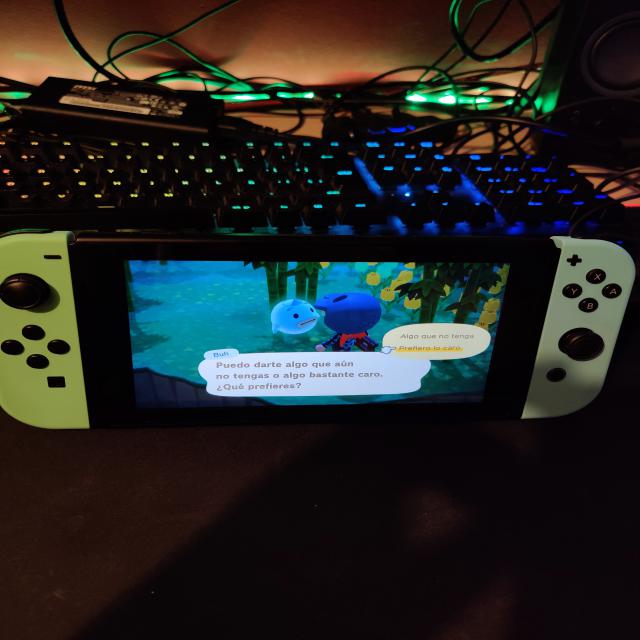 Algo que no tenga
Prefiero lo caro.
Buh
Puedo darte algo que aún
no tengas o algo bastante caro.
¿Qué prefieres?
X
Y
A
B